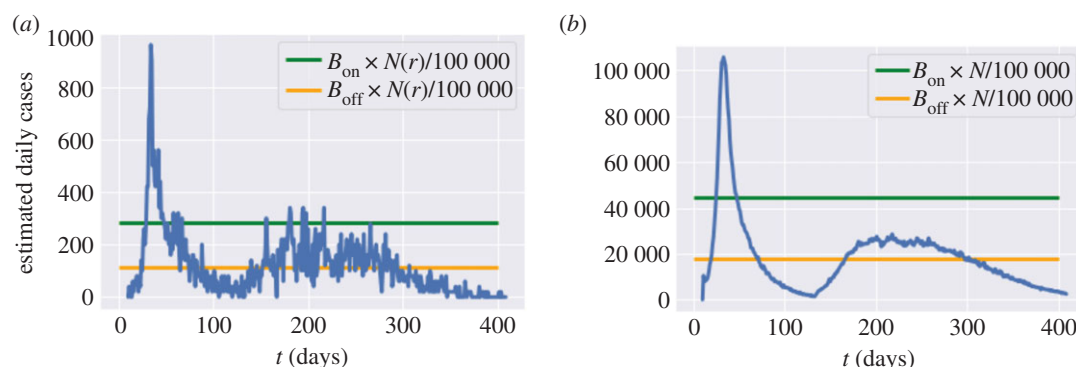 (a)
1000
800
600
400
200
0
estimated daily cases
B_on × N(r)/100 000
B_off × N(r)/100 000
0 100 200 300 400
t (days)
(b)
100 000
80 000
60 000
40 000
20 000
0
B_on × N/100 000
B_off × N/100 000
0 100 200 300 400
t (days)